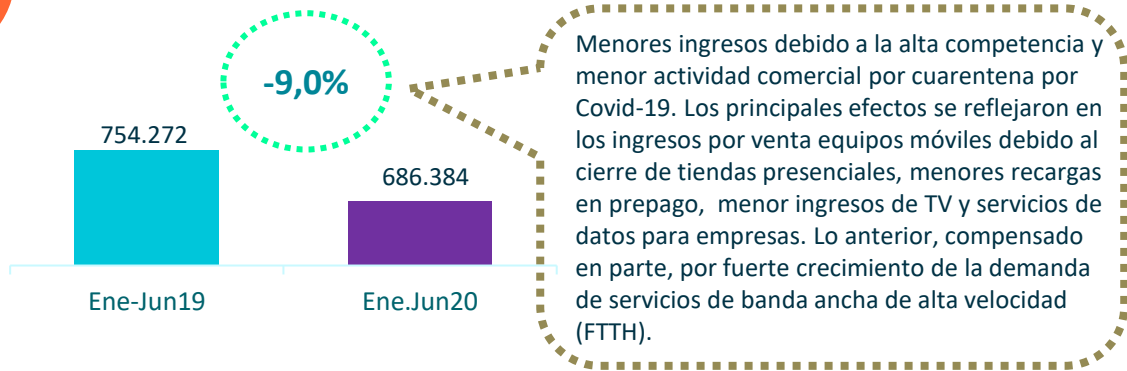 -9,0%
754.272
686.384
Ene-Jun19
Ene.Jun20
Menores ingresos debido a la alta competencia y
menor actividad comercial por cuarentena por
Covid-19. Los principales efectos se reflejaron en
los ingresos por venta equipos móviles debido al
cierre de tiendas presenciales, menores recargas
en prepago, menor ingresos de TV y servicios de
datos para empresas. Lo anterior, compensado
en parte, por fuerte crecimiento de la demanda
de servicios de banda ancha de alta velocidad
(FTTH).